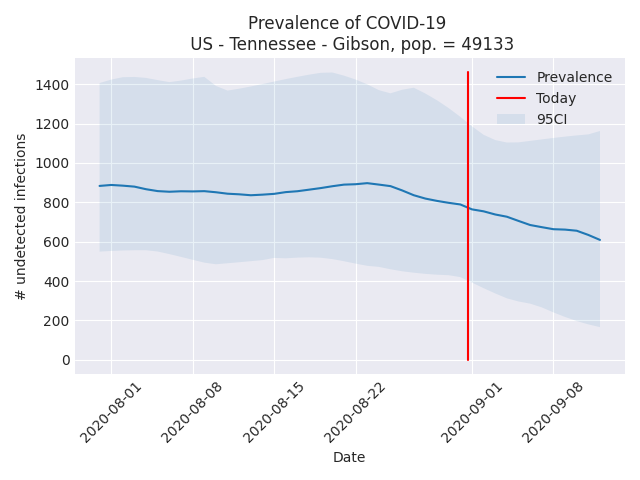 Prevalence of COVID-19
US - Tennessee - Gibson, pop. = 49133
Prevalence
Today
95CI
# undetected infections
1400
1200
1000
800
600
400
200
0
2020-08-01
2020-08-08
2020-08-15
2020-08-22
2020-09-01
2020-09-08
Date